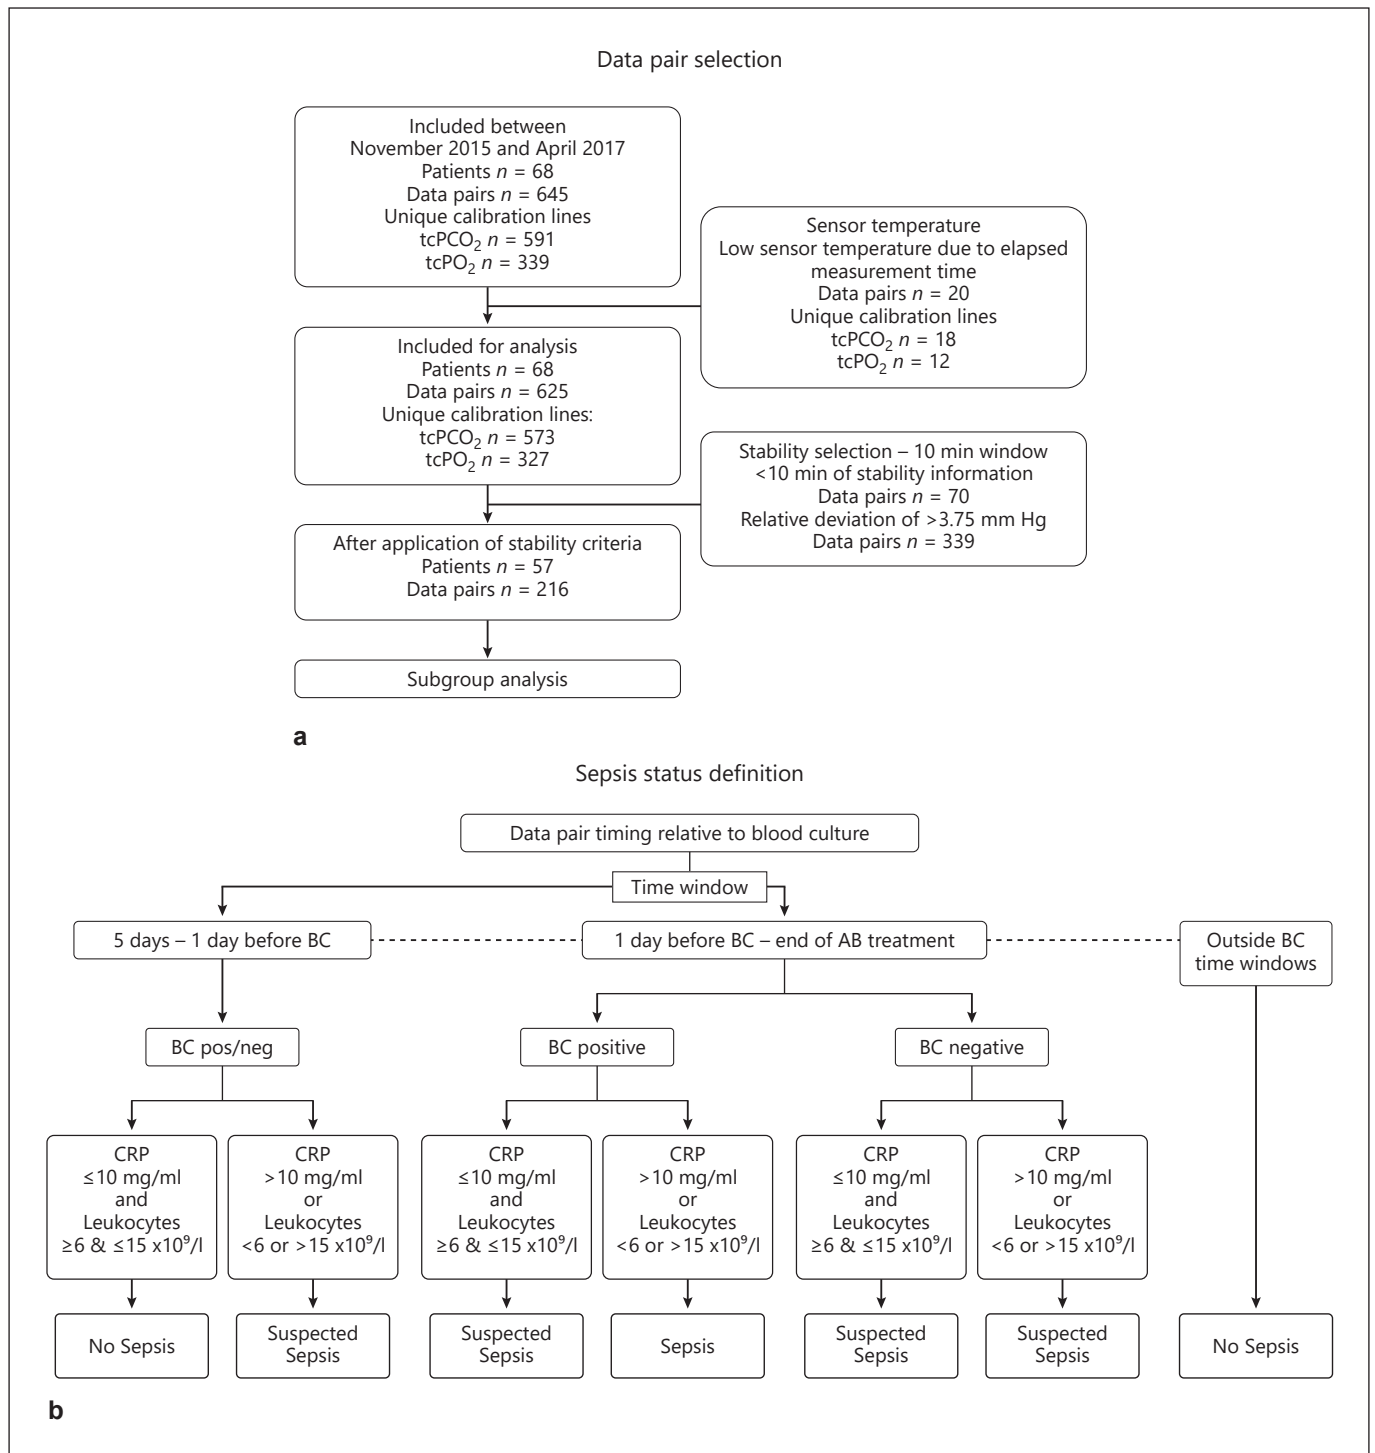 Data pair selection
Included between
November 2015 and April 2017
Patients n = 68
Data pairs n = 645
Unique calibration lines
tcPCO₂ n = 591
tcPO₂ n = 339
Sensor temperature
Low sensor temperature due to elapsed
measurement time
Data pairs n = 20
Unique calibration lines
tcPCO₂ n = 18
tcPO₂ n = 12
Included for analysis
Patients n = 68
Data pairs n = 625
Unique calibration lines:
tcPCO₂ n = 573
tcPO₂ n = 327
Stability selection – 10 min window
<10 min of stability information
Data pairs n = 70
Relative deviation of >3.75 mm Hg
Data pairs n = 339
After application of stability criteria
Patients n = 57
Data pairs n = 216
Subgroup analysis
a
Sepsis status definition
Data pair timing relative to blood culture
Time window
5 days – 1 day before BC
1 day before BC – end of AB treatment
Outside BC
time windows
BC pos/neg
BC positive
BC negative
CRP
≤10 mg/ml
and
Leukocytes
≥6 & ≤15 x10⁹/l
CRP
>10 mg/ml
or
Leukocytes
<6 or >15 x10⁹/l
CRP
≤10 mg/ml
and
Leukocytes
≥6 & ≤15 x10⁹/l
CRP
>10 mg/ml
or
Leukocytes
<6 or >15 x10⁹/l
CRP
≤10 mg/ml
and
Leukocytes
≥6 & ≤15 x10⁹/l
CRP
>10 mg/ml
or
Leukocytes
<6 or >15 x10⁹/l
No Sepsis
Suspected
Sepsis
Suspected
Sepsis
Sepsis
Suspected
Sepsis
Suspected
Sepsis
No Sepsis
b